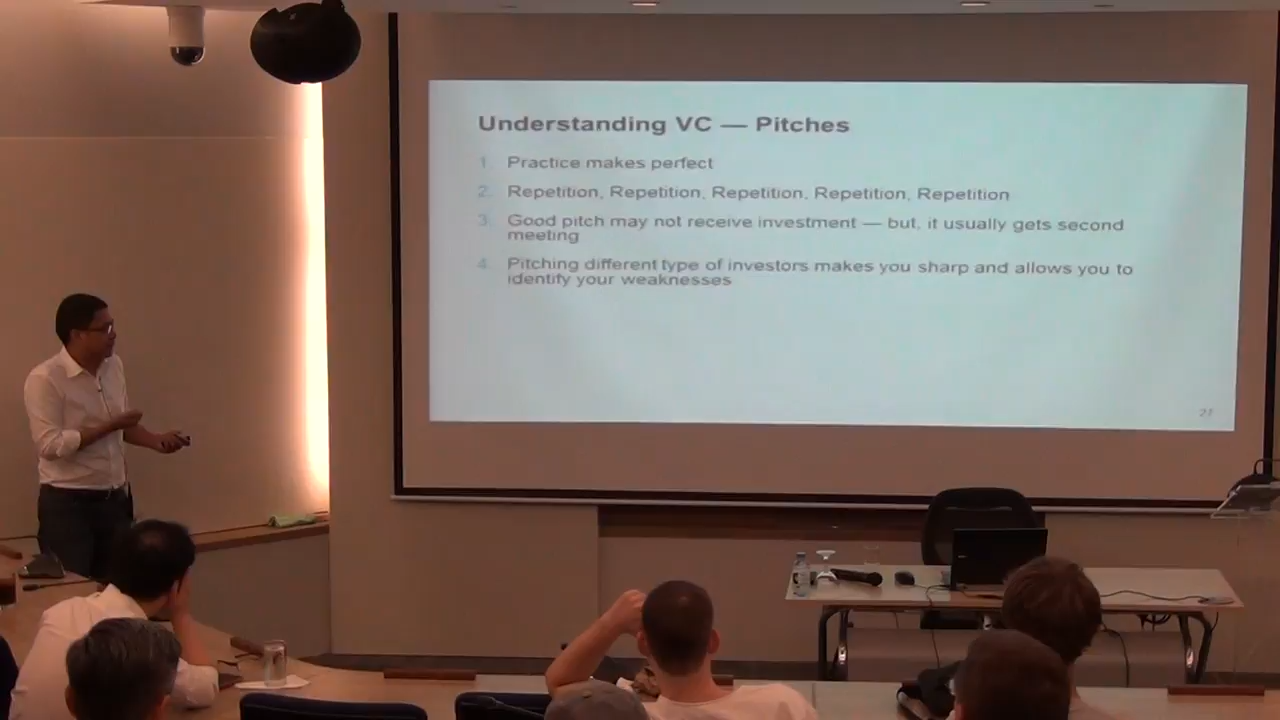 Understanding VC — Pitches
1. Practice makes perfect
2. Repetition, Repetition, Repetition, Repetition, Repetition
3. Good pitch may not receive investment — but, it usually gets second
meeting
4. Pitching different type of investors makes you sharp and allows you to
identify your weaknesses